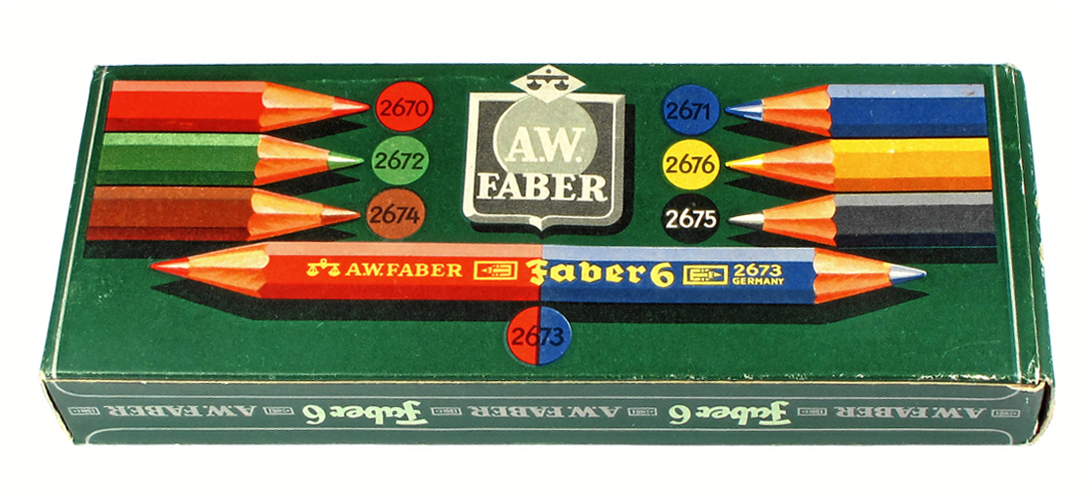 2670
2672
2674
A.W.
FABER
2671
2676
2675
A.W.FABER Faber 6 2673
GERMANY
2673
A.W.FABER Faber 6 A.W.FABER Faber 6 A.W.FABER